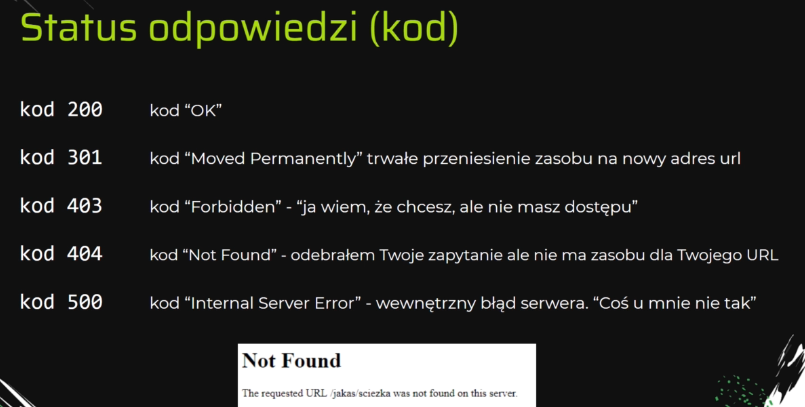 Status odpowiedzi (kod)
kod 200 kod “OK”
kod 301 kod “Moved Permanently” trwałe przeniesienie zasobu na nowy adres url
kod 403 kod “Forbidden” - “ja wiem, że chcesz, ale nie masz dostępu”
kod 404 kod “Not Found” - odebrałem Twoje zapytanie ale nie ma zasobu dla Twojego URL
kod 500 kod “Internal Server Error” - wewnętrzny błąd serwera. “Coś u mnie nie tak”
Not Found
The requested URL /jakas/sciezka was not found on this server.